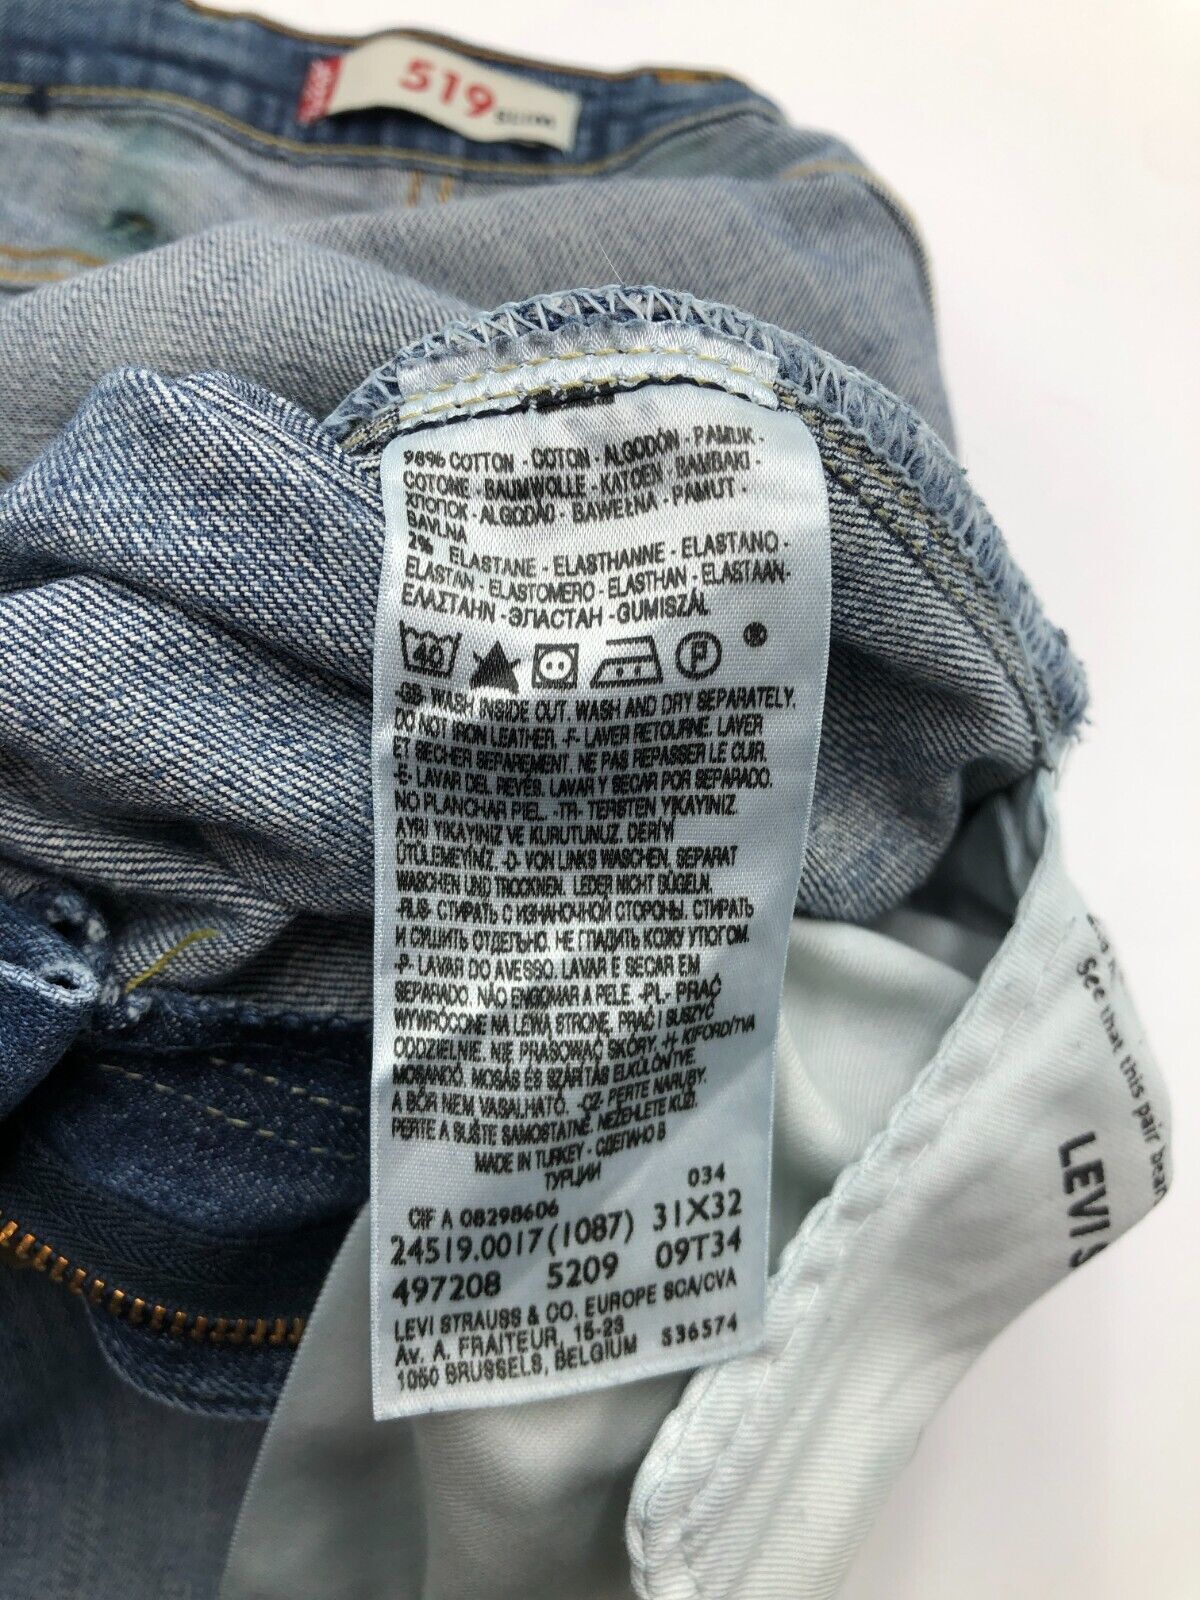 519
98% COTTON - COTON - ALGODÓN - PAMUK -
COTONE - BAUMWOLLE - KATOEN - BAMBAKI -
ХЛОПОК - ALGODÃO - BAWEŁNA - PAMUT -
BAVLNA
2% ELASTANE - ELASTHANNE - ELASTANO -
ELASTAN - ELASTOMERO - ELASTHAN - ELASTAAN -
ΕΛΑΣΤΑΗΝ - ЭЛАСТАН - GUMISZÁL
40 P ®
-GB- WASH INSIDE OUT. WASH AND DRY SEPARATELY.
DO NOT IRON LEATHER. -F- LAVER RETOURNE. LAVER
ET SECHER SEPAREMENT. NE PAS REPASSER LE CUIR.
-E- LAVAR DEL REVÉS. LAVAR Y SECAR POR SEPARADO.
NO PLANCHAR PIEL. -TR- TERSTEN YIKAYINIZ.
AYRI YIKAYINIZ VE KURUTUNUZ. DERİYİ
ÜTÜLEMEYİNİZ. -D- VON LINKS WASCHEN. SEPARAT
WASCHEN UND TROCKNEN. LEDER NICHT BÜGELN.
-RUS- СТИРАТЬ С ИЗНАНОЧНОЙ СТОРОНЫ. СТИРАТЬ
И СУШИТЬ ОТДЕЛЬНО. НЕ ГЛАДИТЬ КОЖУ УТЮГОМ.
-P- LAVAR DO AVESSO. LAVAR E SECAR EM
SEPARADO. NÃO ENGOMAR A PELE. -PL- PRAĆ
WYWRÓCONE NA LEWĄ STRONĘ. PRAĆ I SUSZYĆ
ODDZIELNIE. NIE PRASOWAĆ SKÓRY. -H- KIFORDÍTVA
MOSANDÓ. MOSÁS ÉS SZÁRÍTÁS ELKÜLÖNÍTVE.
A BŐR NEM VASALHATÓ. -CZ- PERTE NARUBY.
PERTE A SUŠTE SAMOSTATNĚ. NEŽEHLETE KŮŽI.
MADE IN TURKEY - СДЕЛАНО В
ТУРЦИИ
034
CIF A 08298606
24519.0017 (1087) 31X32
497208 5209 09T34
LEVI STRAUSS & CO. EUROPE SCA/CVA
Av. A. FRAITEUR, 15-23 S36574
1050 BRUSSELS, BELGIUM
See that this pair bear
LEVI S